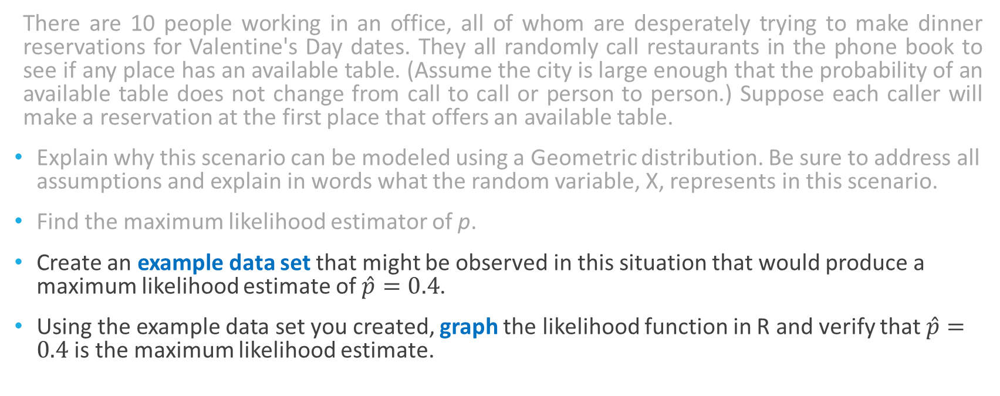 There are 10 people working in an office, all of whom are desperately trying to make dinner
reservations for Valentine's Day dates. They all randomly call restaurants in the phone book to
see if any place has an available table. (Assume the city is large enough that the probability of an
available table does not change from call to call or person to person.) Suppose each caller will
make a reservation at the first place that offers an available table.
• Explain why this scenario can be modeled using a Geometric distribution. Be sure to address all
assumptions and explain in words what the random variable, X, represents in this scenario.
• Find the maximum likelihood estimator of p.
• Create an example data set that might be observed in this situation that would produce a
maximum likelihood estimate of p̂ = 0.4.
• Using the example data set you created, graph the likelihood function in R and verify that p̂ =
0.4 is the maximum likelihood estimate.